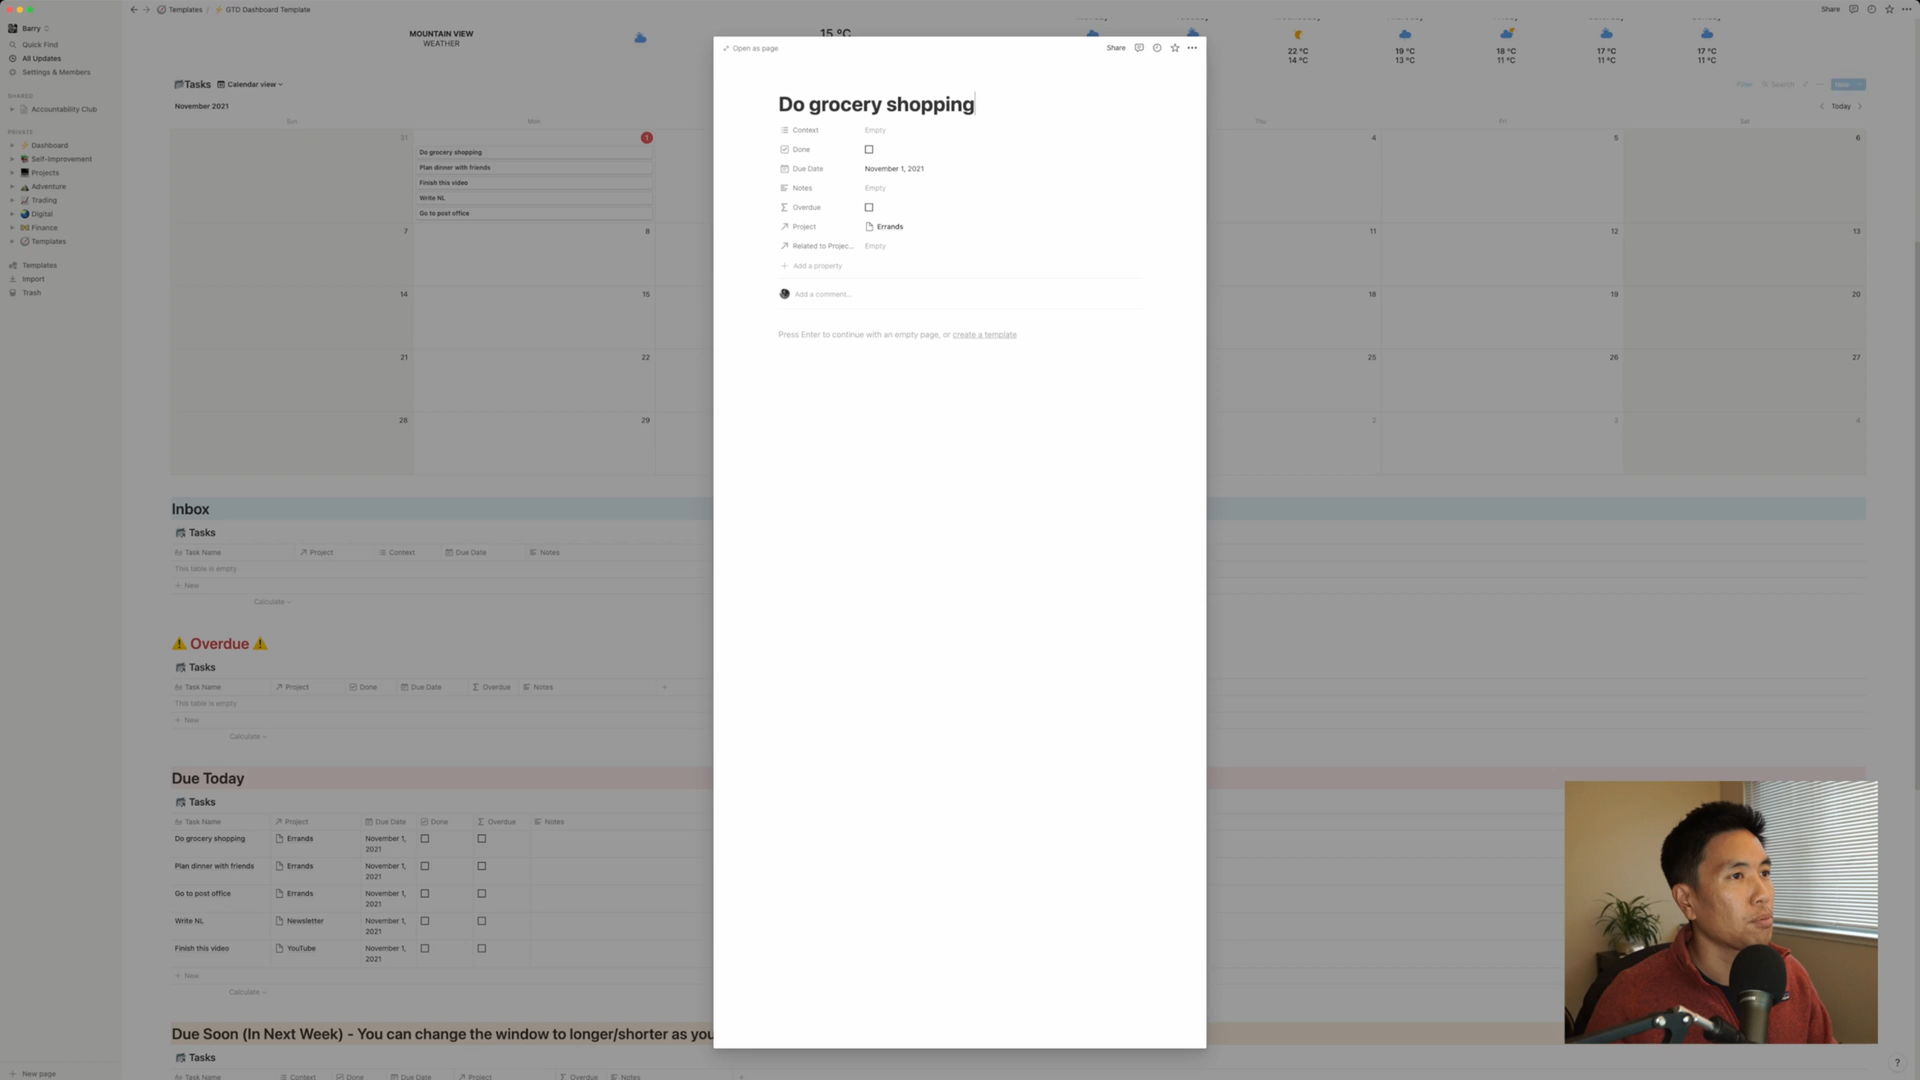 Templates / ⚡ GTD Dashboard Template
Share
Barry
Quick Find
All Updates
Settings & Members
SHARED
Accountability Club
PRIVATE
Dashboard
Self-Improvement
Projects
Adventure
Trading
Digital
Finance
Templates
Templates
Import
Trash
New page
MOUNTAIN VIEW
WEATHER
15 °C
22 °C
14 °C
19 °C
13 °C
18 °C
11 °C
17 °C
11 °C
17 °C
11 °C
Tasks Calendar view
Filter Search New
November 2021
Today
Sun Mon Thu Fri Sat
31 1 4 5 6
Do grocery shopping
Plan dinner with friends
Finish this video
Write NL
Go to post office
7 8 11 12 13
14 15 18 19 20
21 22 25 26 27
28 29 2 3 4
Inbox
Tasks
Aa Task Name Project Context Due Date Notes
This table is empty
+ New
Calculate
⚠ Overdue ⚠
Tasks
Aa Task Name Project Done Due Date Σ Overdue Notes +
This table is empty
+ New
Calculate
Due Today
Tasks
Aa Task Name Project Due Date Done Σ Overdue Notes
Do grocery shopping Errands November 1, 2021
Plan dinner with friends Errands November 1, 2021
Go to post office Errands November 1, 2021
Write NL Newsletter November 1, 2021
Finish this video YouTube November 1, 2021
+ New
Calculate
Due Soon (In Next Week) - You can change the window to longer/shorter as you
Tasks
Aa Task Name Context Done Due Date Project Σ Overdue Notes +
Open as page
Share
Do grocery shopping
Context Empty
Done
Due Date November 1, 2021
Notes Empty
Σ Overdue
Project Errands
Related to Projec... Empty
+ Add a property
Add a comment...
Press Enter to continue with an empty page, or create a template
?